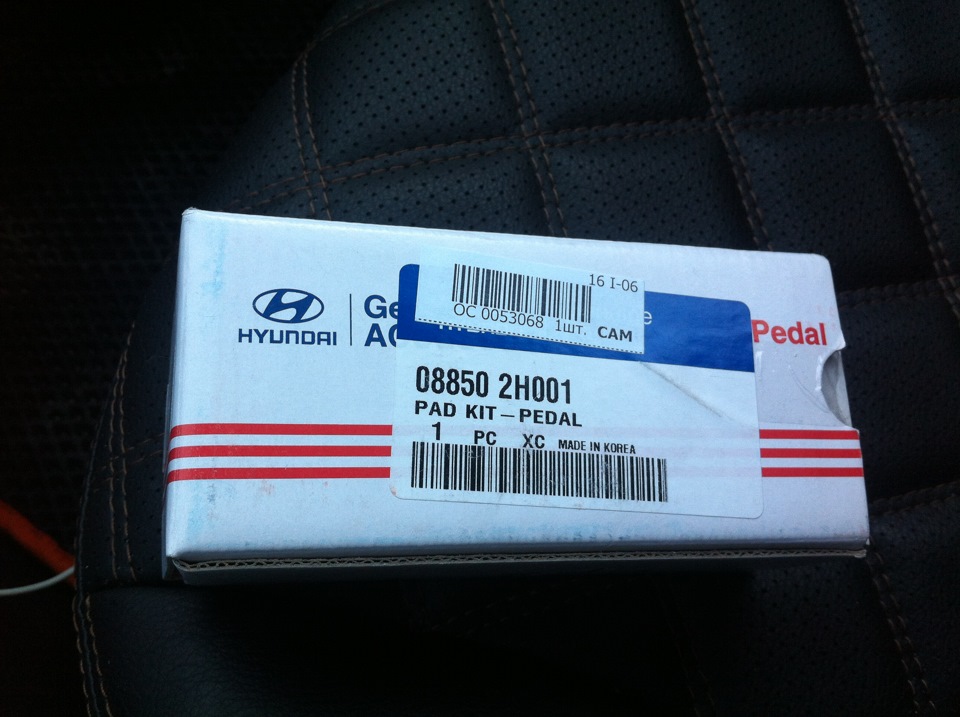 16 I-06
OC 0053068 1шт. CAM
HYUNDAI
Pedal
08850 2H001
PAD KIT-PEDAL
1 PC XC MADE IN KOREA